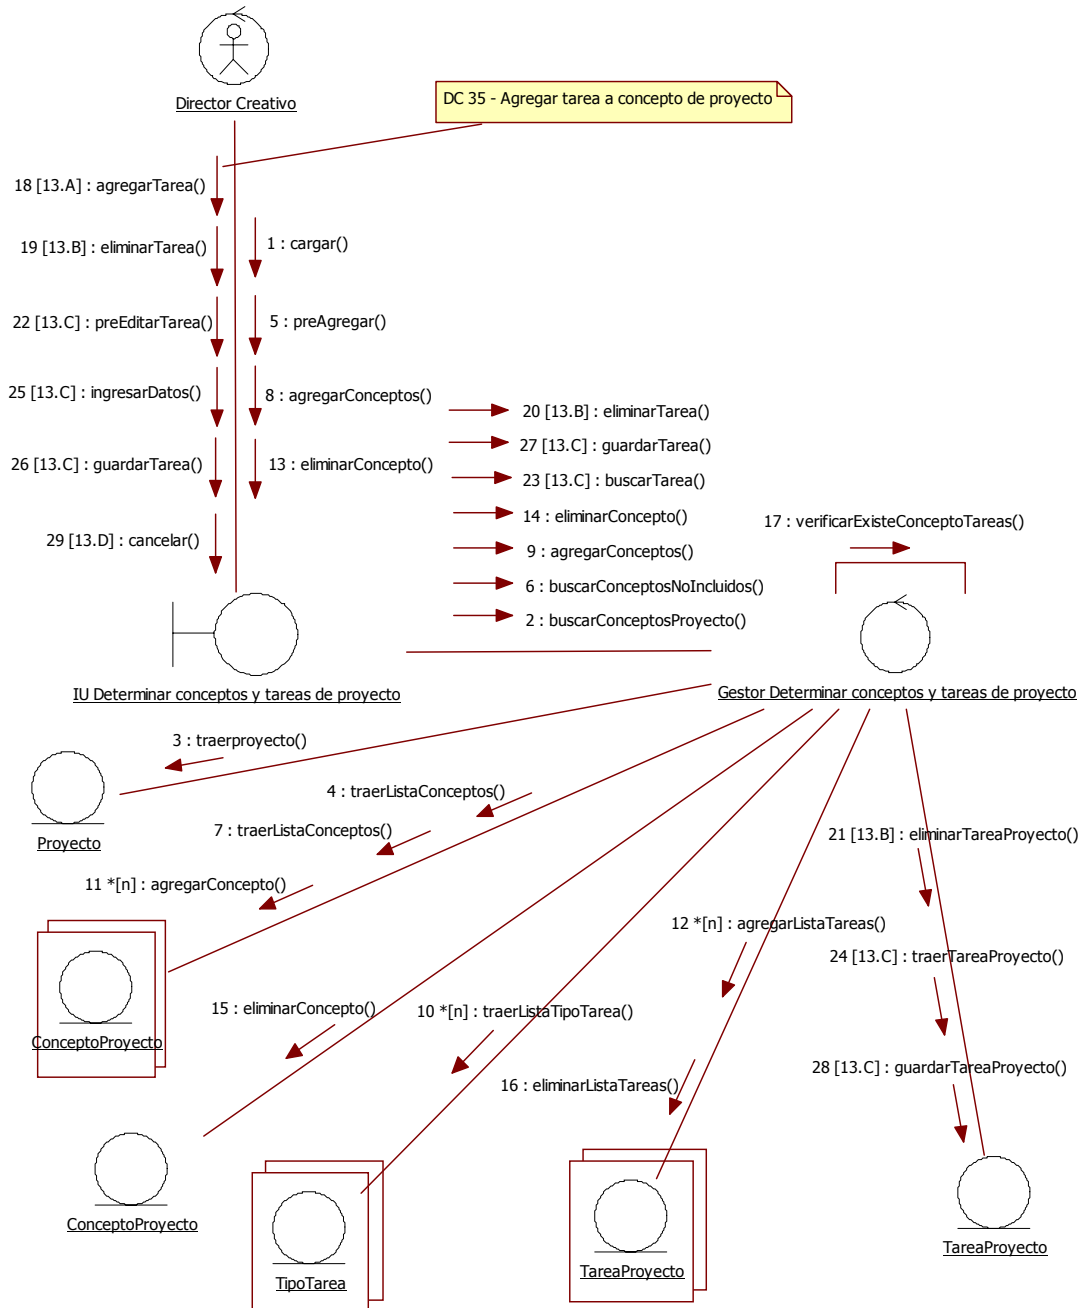 Director Creativo
DC 35 - Agregar tarea a concepto de proyecto
18 [13.A] : agregarTarea()
19 [13.B] : eliminarTarea()
1 : cargar()
22 [13.C] : preEditarTarea()
5 : preAgregar()
25 [13.C] : ingresarDatos()
8 : agregarConceptos()
20 [13.B] : eliminarTarea()
27 [13.C] : guardarTarea()
26 [13.C] : guardarTarea()
13 : eliminarConcepto()
23 [13.C] : buscarTarea()
14 : eliminarConcepto()
17 : verificarExisteConceptoTareas()
29 [13.D] : cancelar()
9 : agregarConceptos()
6 : buscarConceptosNoIncluidos()
2 : buscarConceptosProyecto()
IU Determinar conceptos y tareas de proyecto
Gestor Determinar conceptos y tareas de proyecto
3 : traerproyecto()
Proyecto
4 : traerListaConceptos()
7 : traerListaConceptos()
21 [13.B] : eliminarTareaProyecto()
11 *[n] : agregarConcepto()
12 *[n] : agregarListaTareas()
24 [13.C] : traerTareaProyecto()
15 : eliminarConcepto()
10 *[n] : traerListaTipoTarea()
ConceptoProyecto
28 [13.C] : guardarTareaProyecto()
16 : eliminarListaTareas()
ConceptoProyecto
TipoTarea
TareaProyecto
TareaProyecto